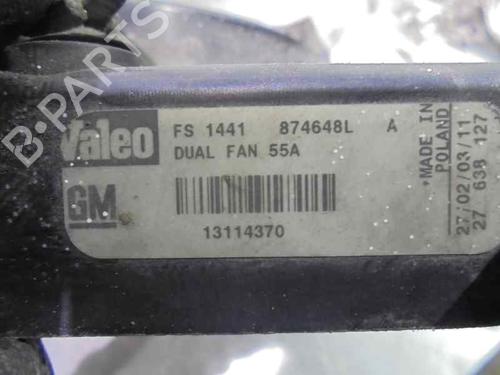 Valeo FS 1441 874648L A
DUAL FAN 55A
GM
13114370
*MADE IN
POLAND
27/02/03/11
27 638 127
B-PARTS